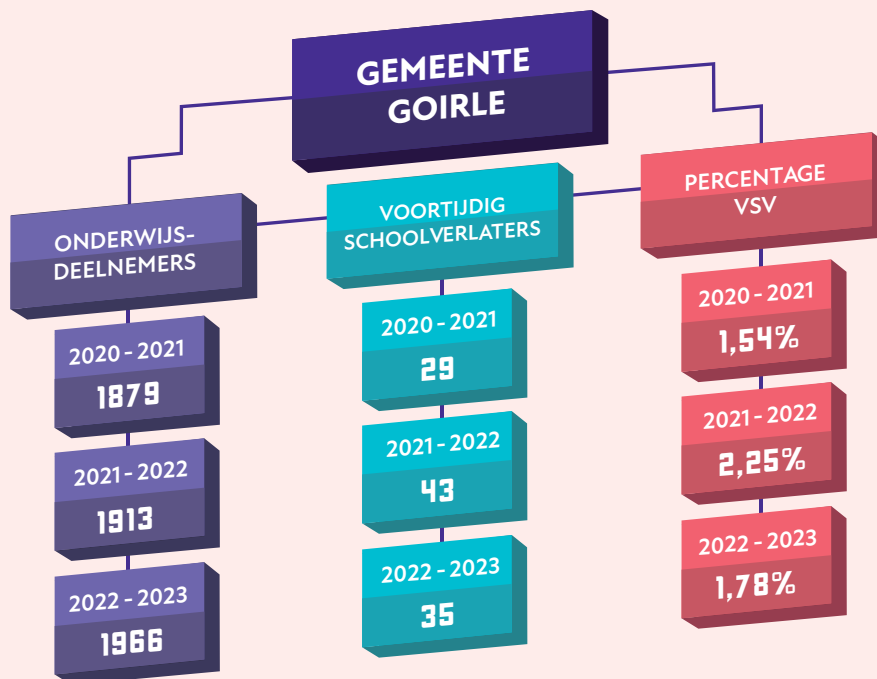 GEMEENTE
GOIRLE
ONDERWIJS-
DEELNEMERS
2020 - 2021
1879
2021 - 2022
1913
2022 - 2023
1966
VOORTIJDIG
SCHOOLVERLATERS
2020 - 2021
29
2021 - 2022
43
2022 - 2023
35
PERCENTAGE
VSV
2020 - 2021
1,54%
2021 - 2022
2,25%
2022 - 2023
1,78%